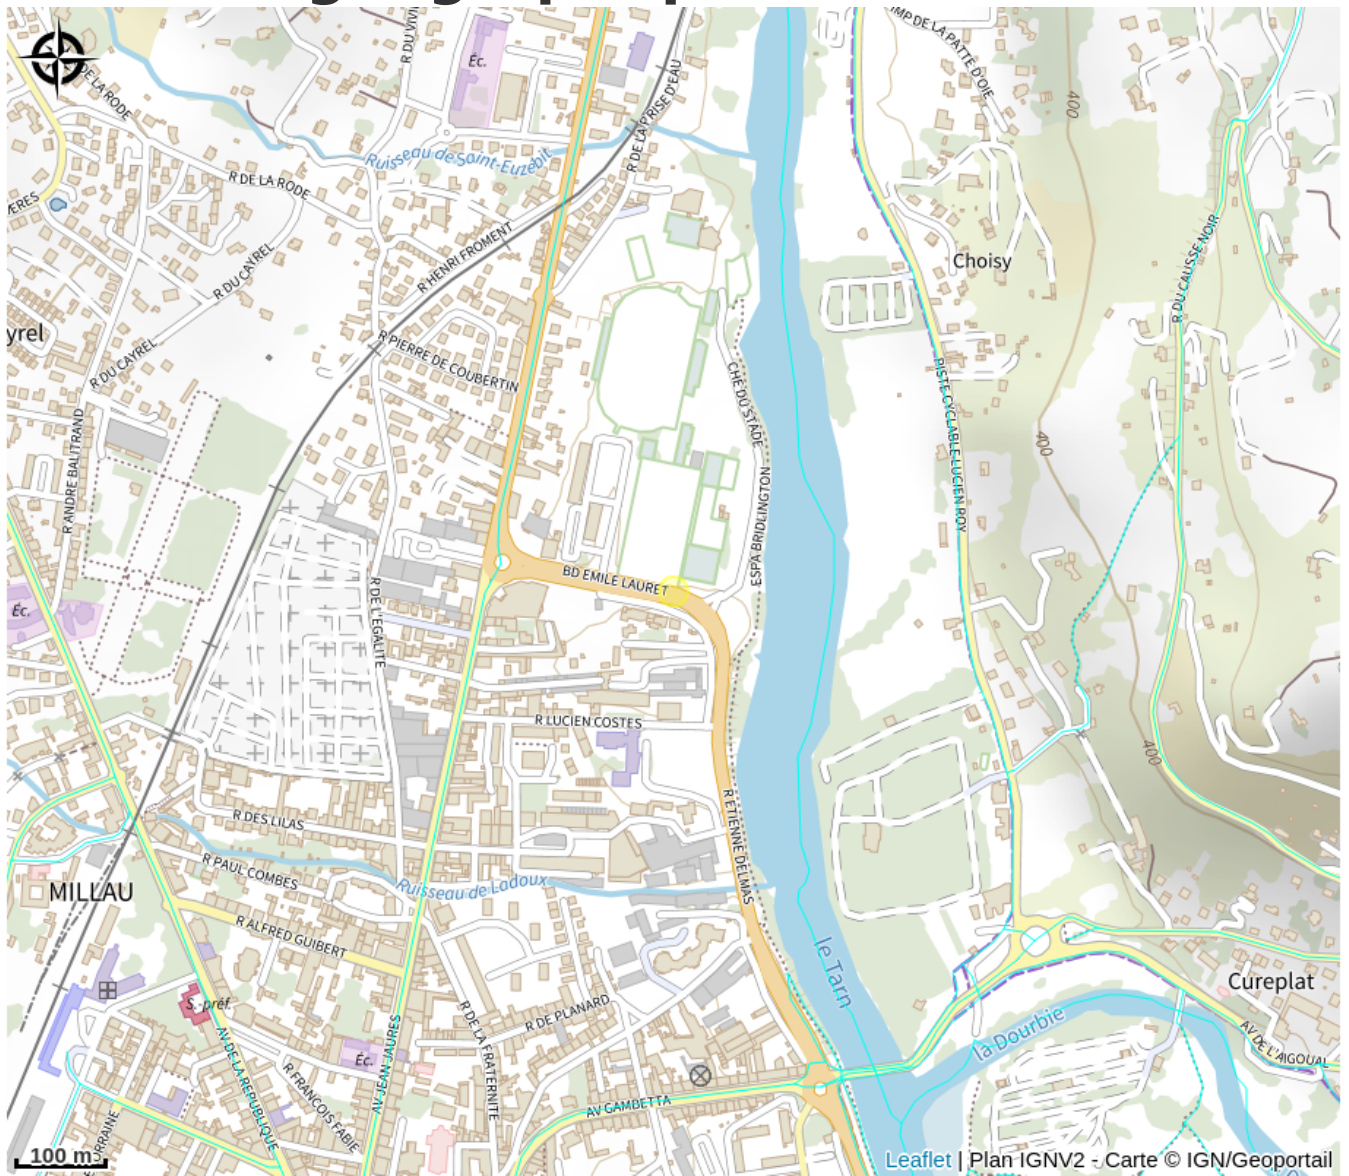 R DU VIVI
IMP DE LA PATTE D'OIE
DE LA RODE
Éc.
R DE LA PRISE D'EAU
400
Ruisseau de Saint-Euzébit
R DE LA RODE
R HENRI FROMENT
R DU CAYREL
Choisy
R DU CAUSSE NOIR
yrel
R PIERRE DE COUBERTIN
R DU CAYREL
CHE DU STADE
PISTE CYCLABLE LUCIEN ROY
R ANDRE BALITRAND
400
ESPA BRIDLINGTON
BD EMILE LAURET
R DE L'EGALITE
Éc.
R LUCIEN COSTES
400
R DES LILAS
R ETIENNE DELMAS
R PAUL COMBES
MILLAU
Ruisseau de Ladoux
R ALFRED GUIBERT
le Tarn
Cureplat
S.-préf.
R DE PLANARD
la Dourbie
AV DE LA REPUBLIQUE
R DE LA FRATERNITE
AV DE L'AIGOUAL
Éc.
AV JEAN JAURES
R FRANCOIS FABIE
AV GAMBETTA
RRAINE
100 m
Leaflet | Plan IGNV2 - Carte © IGN/Geoportail